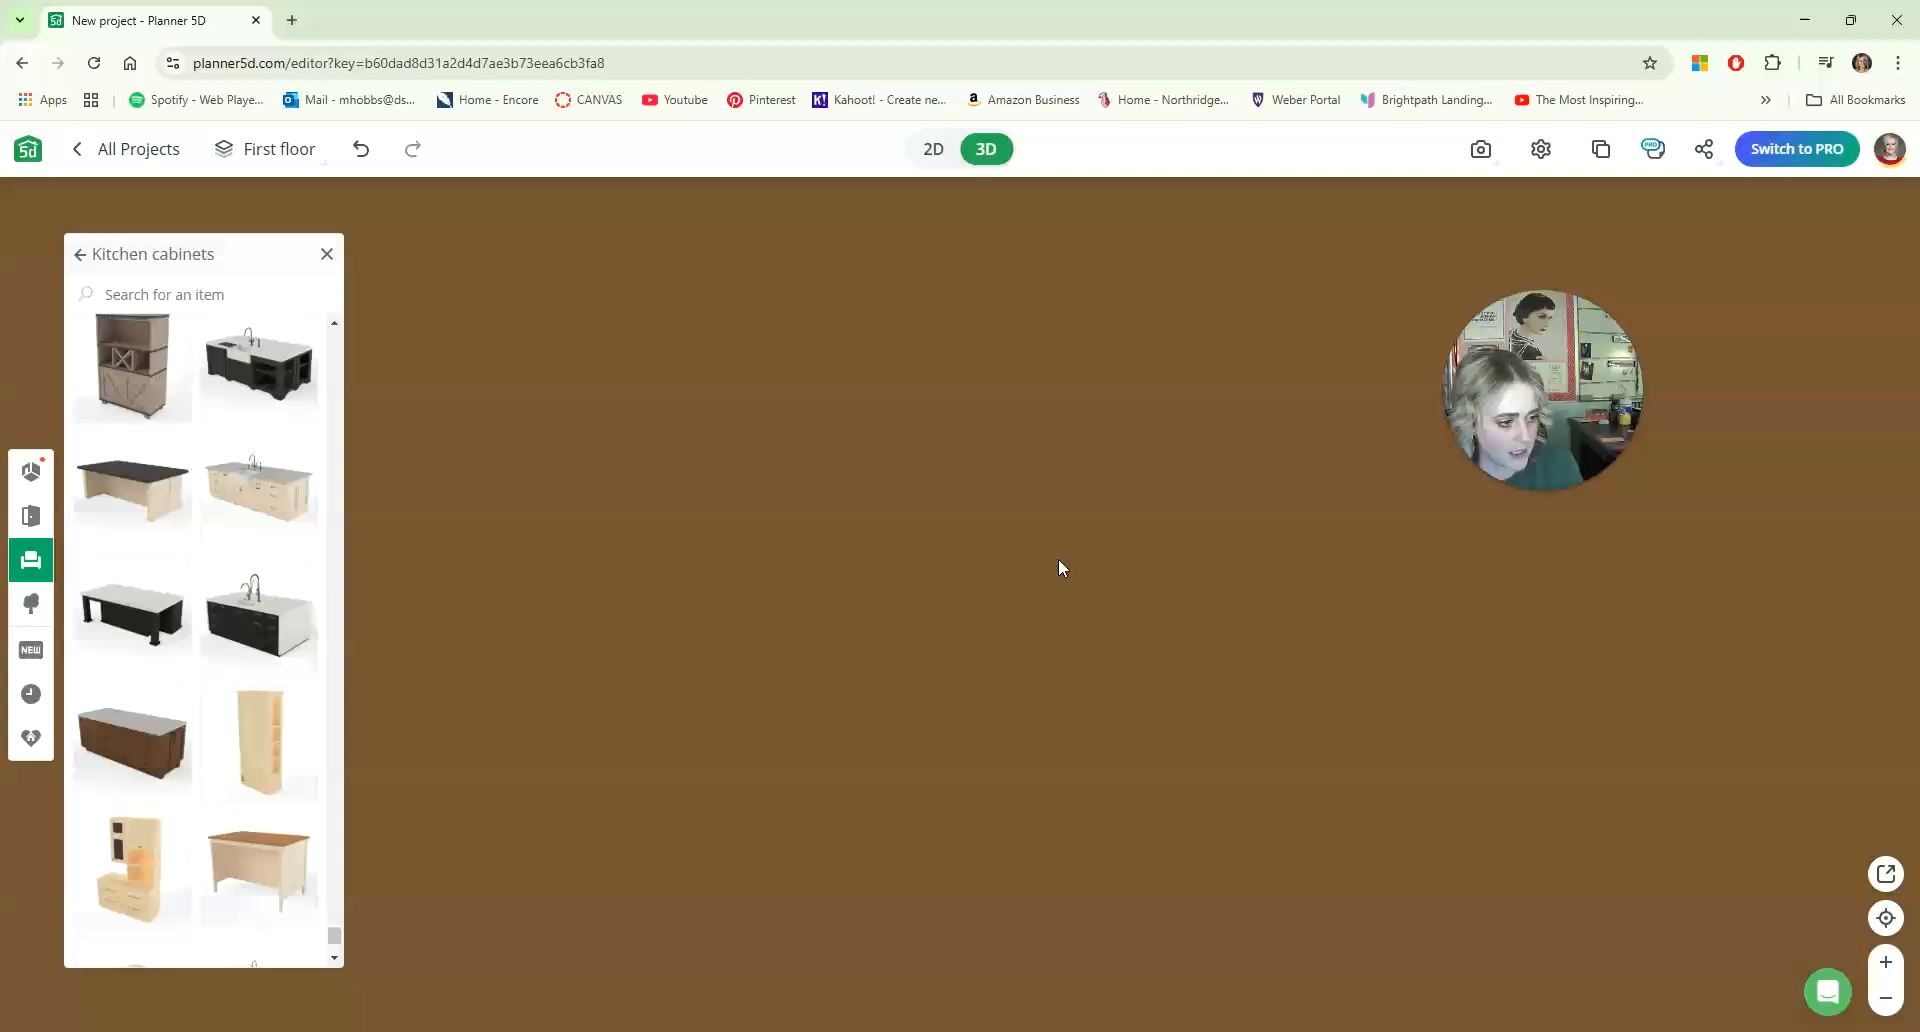 New project - Planner 5D
planner5d.com/editor?key=b60dad8d31a2d4d7ae3b73eea6cb3fa8
Apps
Spotify - Web Playe...
Mail - mhobbs@ds...
Home - Encore
CANVAS
Youtube
Pinterest
Kahoot! - Create ne...
Amazon Business
Home - Northridge...
Weber Portal
Brightpath Landing...
The Most Inspiring...
All Bookmarks
5d
All Projects
First floor
2D
3D
PRO
Switch to PRO
Kitchen cabinets
Search for an item
NEW